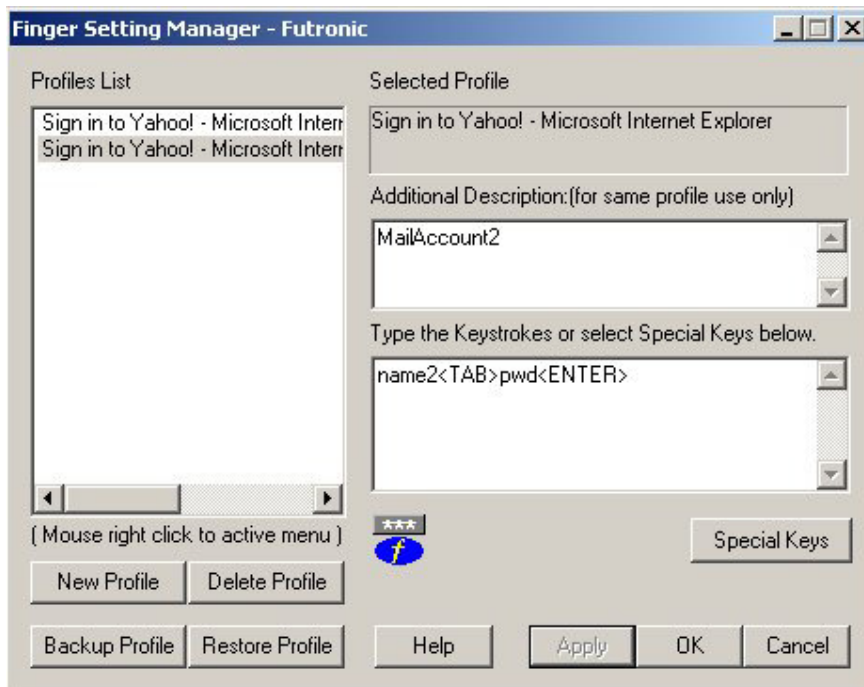 Finger Setting Manager - Futronic
Profiles List
Sign in to Yahoo! - Microsoft Intern
Sign in to Yahoo! - Microsoft Intern
( Mouse right click to active menu )
New Profile
Delete Profile
Backup Profile
Restore Profile
Selected Profile
Sign in to Yahoo! - Microsoft Internet Explorer
Additional Description:(for same profile use only)
MailAccount2
Type the Keystrokes or select Special Keys below.
name2<TAB>pwd<ENTER>
***
f
Special Keys
Help
Apply
OK
Cancel